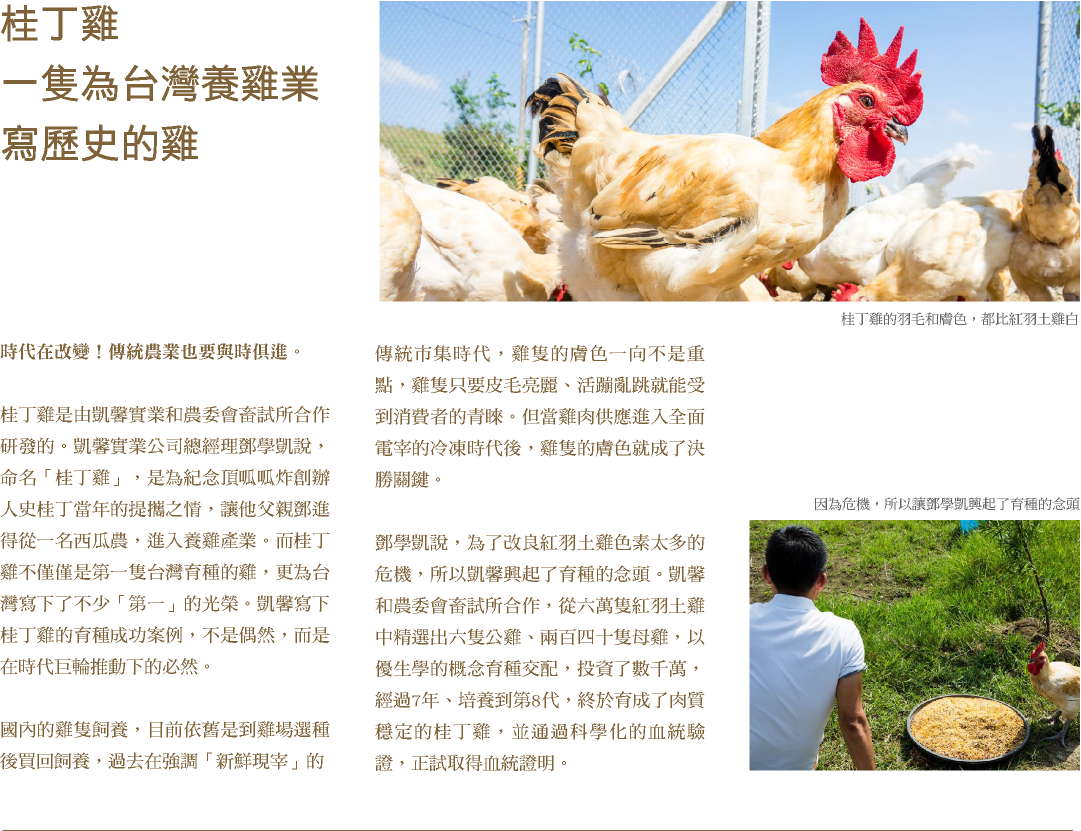 桂丁雞
一隻為台灣養雞業
寫歷史的雞
桂丁雞的羽毛和膚色，都比紅羽土雞白
時代在改變！傳統農業也要與時俱進。
桂丁雞是由凱馨實業和農委會畜試所合作
研發的。凱馨實業公司總經理鄧學凱說，
命名「桂丁雞」，是為紀念頂呱呱炸創辦
人史桂丁當年的提攜之情，讓他父親鄧進
得從一名西瓜農，進入養雞產業。而桂丁
雞不僅僅是第一隻台灣育種的雞，更為台
灣寫下了不少「第一」的光榮。凱馨寫下
桂丁雞的育種成功案例，不是偶然，而是
在時代巨輪推動下的必然。
國內的雞隻飼養，目前依舊是到雞場選種
後買回飼養，過去在強調「新鮮現宰」的
傳統市集時代，雞隻的膚色一向不是重
點，雞隻只要皮毛亮麗、活蹦亂跳就能受
到消費者的青睞。但當雞肉供應進入全面
電宰的冷凍時代後，雞隻的膚色就成了決
勝關鍵。
鄧學凱說，為了改良紅羽土雞色素太多的
危機，所以凱馨興起了育種的念頭。凱馨
和農委會畜試所合作，從六萬隻紅羽土雞
中精選出六隻公雞、兩百四十隻母雞，以
優生學的概念育種交配，投資了數千萬，
經過7年、培養到第8代，終於育成了肉質
穩定的桂丁雞，並通過科學化的血統驗
證，正試取得血統證明。
因為危機，所以讓鄧學凱興起了育種的念頭